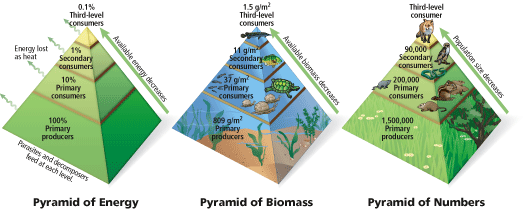 0.1%
Third-level
consumers
Energy lost
as heat
1%
Secondary
consumers
10%
Primary
consumers
100%
Primary
producers
Available energy decreases
Parasites and decomposers
feed at each level.
Pyramid of Energy
1.5 g/m²
Third-level
consumers
11 g/m²
Secondary
consumers
37 g/m²
Primary
consumers
809 g/m²
Primary
producers
Available biomass decreases
Pyramid of Biomass
Third-level
consumer
90,000
Secondary
consumers
200,000
Primary
consumers
1,500,000
Primary
producers
Population size decreases
Pyramid of Numbers